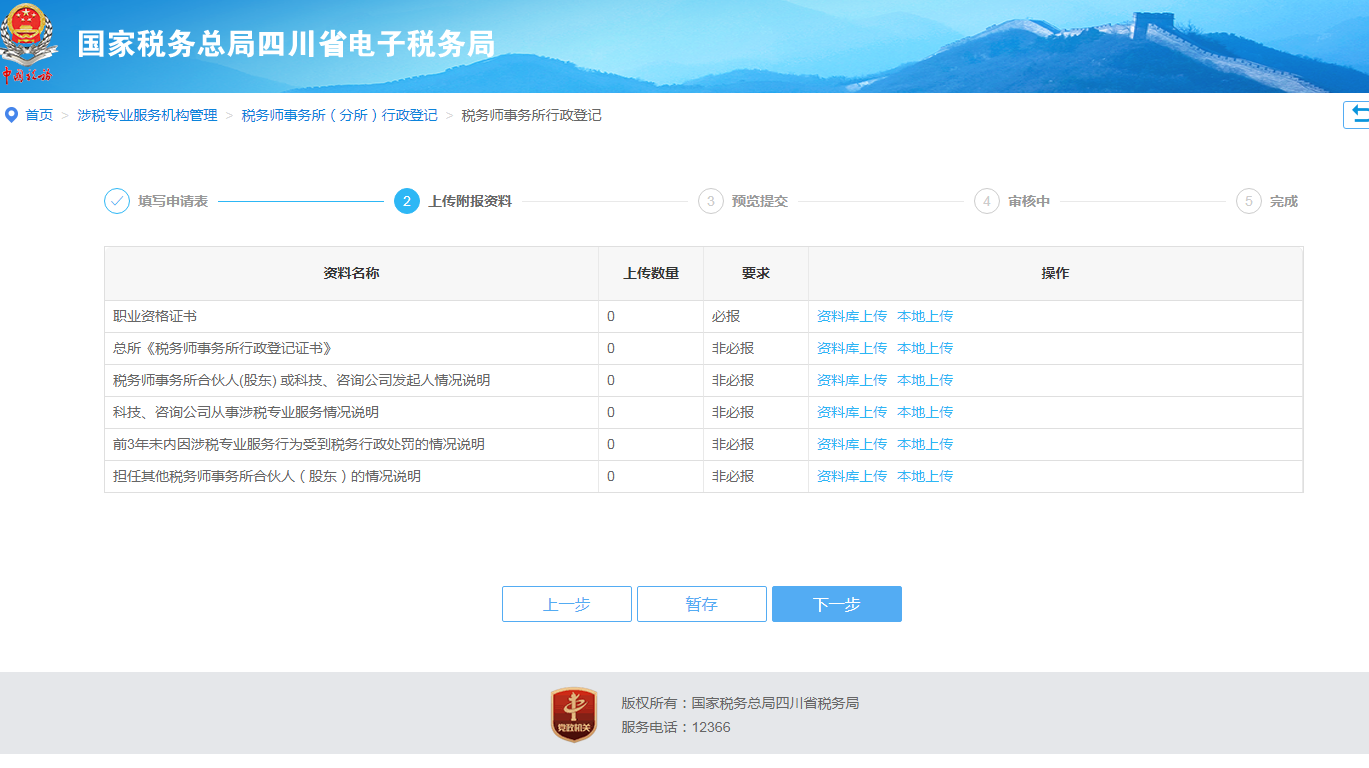 国家税务总局四川省电子税务局
中国税务
首页 > 涉税专业服务机构管理 > 税务师事务所（分所）行政登记 > 税务师事务所行政登记
填写申请表 2 上传附报资料 3 预览提交 4 审核中 5 完成
资料名称 上传数量 要求 操作
职业资格证书 0 必报 资料库上传 本地上传
总所《税务师事务所行政登记证书》 0 非必报 资料库上传 本地上传
税务师事务所合伙人(股东) 或科技、咨询公司发起人情况说明 0 非必报 资料库上传 本地上传
科技、咨询公司从事涉税专业服务情况说明 0 非必报 资料库上传 本地上传
前3年未内因涉税专业服务行为受到税务行政处罚的情况说明 0 非必报 资料库上传 本地上传
担任其他税务师事务所合伙人（股东）的情况说明 0 非必报 资料库上传 本地上传
上一步 暂存 下一步
党政机关
版权所有：国家税务总局四川省税务局
服务电话：12366